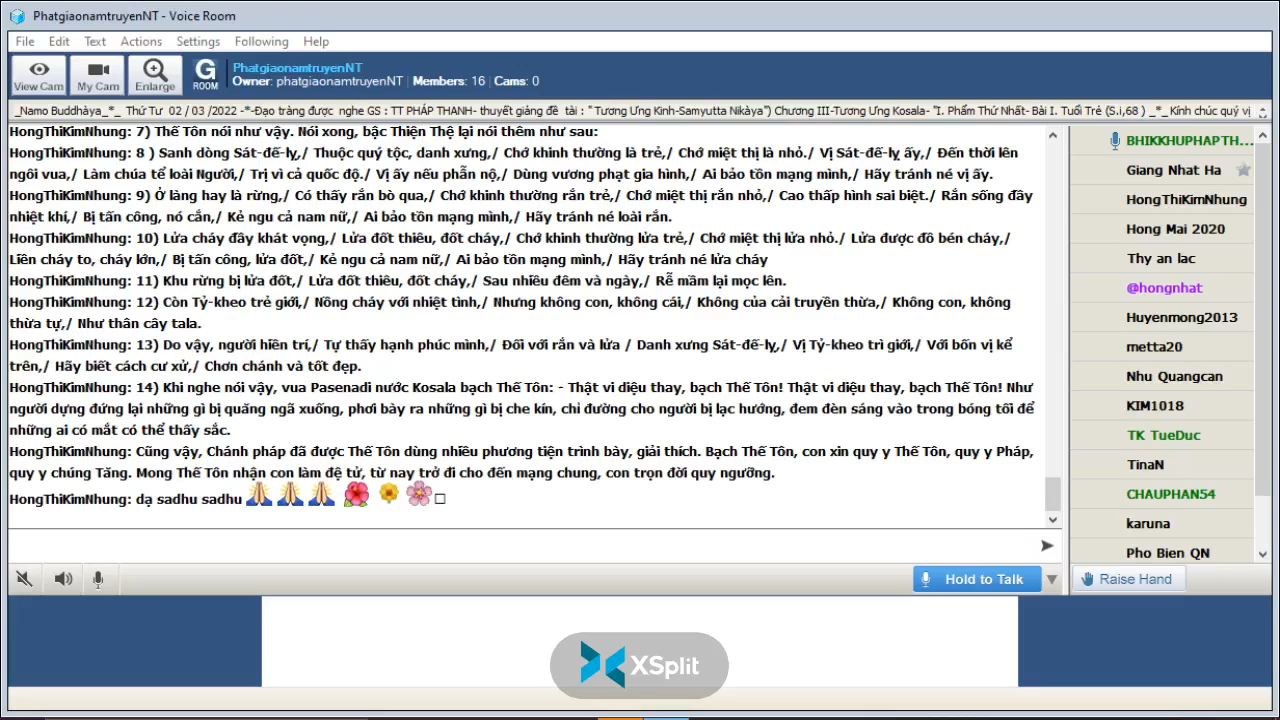 PhatgiaonamtruyenNT - Voice Room
File Edit Text Actions Settings Following Help
View Cam
My Cam
Enlarge
G ROOM
PhatgiaonamtruyenNT
Owner: phatgiaonamtruyenNT | Members: 16 | Cams: 0
_Namo Buddhàya_*_ Thứ Tư 02 / 03 /2022 -*-Đạo tràng được nghe GS : TT PHÁP THANH- thuyết giảng đề tài : " Tương Ưng Kinh-Samyutta Nikàya") Chương III-Tương Ưng Kosala- "I. Phẩm Thứ Nhất- Bài I. Tuổi Trẻ (S.i,68 ) _*_ Kính chúc quý vị
HongThiKimNhung: 7) Thế Tôn nói như vậy. Nói xong, bậc Thiện Thệ lại nói thêm như sau:
HongThiKimNhung: 8 ) Sanh dòng Sát-đế-lỵ,/ Thuộc quý tộc, danh xưng,/ Chớ khinh thường là trẻ,/ Chớ miệt thị là nhỏ./ Vị Sát-đế-lỵ ấy,/ Đến thời lên
ngôi vua,/ Làm chúa tể loài Người,/ Trị vì cả quốc độ./ Vị ấy nếu phẫn nộ,/ Dùng vương phạt gia hình,/ Ai bảo tồn mạng mình,/ Hãy tránh né vị ấy.
HongThiKimNhung: 9) Ở làng hay là rừng,/ Có thấy rắn bò qua,/ Chớ khinh thường rắn trẻ,/ Chớ miệt thị rắn nhỏ,/ Cao thấp hình sai biệt./ Rắn sống đầy
nhiệt khí,/ Bị tấn công, nó cắn,/ Kẻ ngu cả nam nữ,/ Ai bảo tồn mạng mình,/ Hãy tránh né loài rắn.
HongThiKimNhung: 10) Lửa cháy đầy khát vọng,/ Lửa đốt thiêu, đốt cháy,/ Chớ khinh thường lửa trẻ,/ Chớ miệt thị lửa nhỏ./ Lửa được đồ bén cháy,/
Liền cháy to, cháy lớn,/ Bị tấn công, lửa đốt,/ Kẻ ngu cả nam nữ,/ Ai bảo tồn mạng mình,/ Hãy tránh né lửa cháy
HongThiKimNhung: 11) Khu rừng bị lửa đốt,/ Lửa đốt thiêu, đốt cháy,/ Sau nhiều đêm và ngày,/ Rễ mầm lại mọc lên.
HongThiKimNhung: 12) Còn Tỷ-kheo trẻ giới,/ Nồng cháy với nhiệt tình,/ Nhưng không con, không cái,/ Không của cải truyền thừa,/ Không con, không
thừa tự,/ Như thân cây tala.
HongThiKimNhung: 13) Do vậy, người hiền trí,/ Tự thấy hạnh phúc mình,/ Đối với rắn và lửa / Danh xưng Sát-đế-lỵ,/ Vị Tỷ-kheo trì giới,/ Với bốn vị kể
trên,/ Hãy biết cách cư xử,/ Chơn chánh và tốt đẹp.
HongThiKimNhung: 14) Khi nghe nói vậy, vua Pasenadi nước Kosala bạch Thế Tôn: - Thật vi diệu thay, bạch Thế Tôn! Thật vi diệu thay, bạch Thế Tôn! Như
người dựng đứng lại những gì bị quăng ngã xuống, phơi bày ra những gì bị che kín, chỉ đường cho người bị lạc hướng, đem đèn sáng vào trong bóng tối để
những ai có mắt có thể thấy sắc.
HongThiKimNhung: Cũng vậy, Chánh pháp đã được Thế Tôn dùng nhiều phương tiện trình bày, giải thích. Bạch Thế Tôn, con xin quy y Thế Tôn, quy y Pháp,
quy y chúng Tăng. Mong Thế Tôn nhận con làm đệ tử, từ nay trở đi cho đến mạng chung, con trọn đời quy ngưỡng.
HongThiKimNhung: dạ sadhu sadhu
BHIKKHUPHAPTH...
Giang Nhat Ha
HongThiKimNhung
Hong Mai 2020
Thy an lac
@hongnhat
Huyenmong2013
metta20
Nhu Quangcan
KIM1018
TK TueDuc
TinaN
CHAUPHAN54
karuna
Pho Bien QN
Hold to Talk
Raise Hand
XSplit